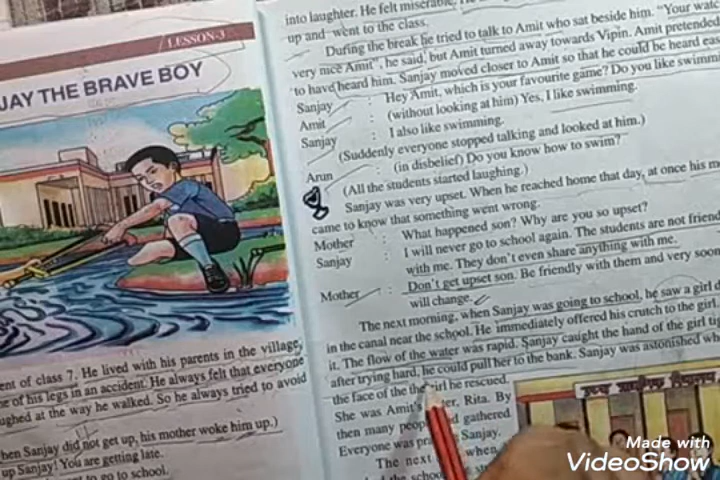 LESSON-3
JAY THE BRAVE BOY
ent of class 7. He lived with his parents in the village,
e of his legs in an accident. He always felt that everyone
ughed at the way he walked. So he always tried to avoid
hen Sanjay did not get up, his mother woke him up.)
up Sanjay! You are getting late.
to go to school.
into laughter. He felt miserable.
up and went to the class.
During the break he tried to talk to Amit who sat beside him. "Your watc
very nice Amit", he said, but Amit turned away towards Vipin. Amit pretended
to have heard him. Sanjay moved closer to Amit so that he could be heard eas
Sanjay : Hey Amit, which is your favourite game? Do you like swimmi
Amit : (without looking at him) Yes, I like swimming.
Sanjay : I also like swimming.
(Suddenly everyone stopped talking and looked at him.)
Arun : (in disbelief) Do you know how to swim?
(All the students started laughing.)
Sanjay was very upset. When he reached home that day, at once his m
came to know that something went wrong.
Mother : What happened son? Why are you so upset?
Sanjay : I will never go to school again. The students are not friend
with me. They don't even share anything with me.
Mother : Don't get upset son. Be friendly with them and very soon
will change.
The next morning, when Sanjay was going to school, he saw a girl d
in the canal near the school. He immediately offered his crutch to the girl
it. The flow of the water was rapid. Sanjay caught the hand of the girl tig
after trying hard, he could pull her to the bank. Sanjay was astonished wh
the face of the the girl he rescued.
She was Amit's Rita. By
then many peop gathered
Everyone was Sanjay.
The next when
the schoo
Made with
VideoShow